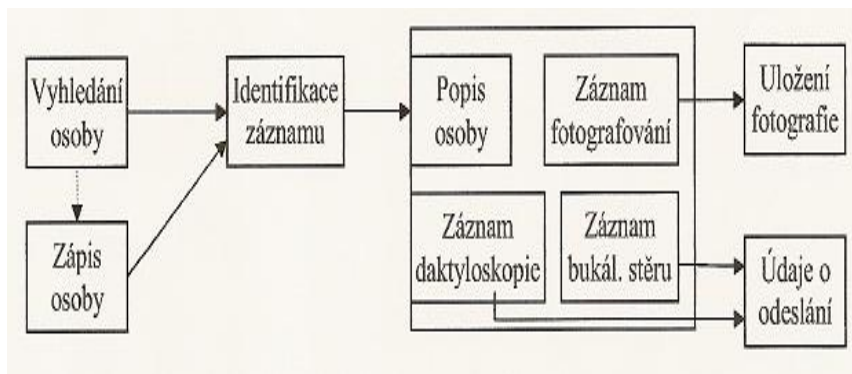 Vyhledání
osoby
Identifikace
záznamu
Popis
osoby
Záznam
fotografování
Uložení
fotografie
Zápis
osoby
Záznam
daktyloskopie
Záznam
bukál. stěru
Údaje o
odeslání